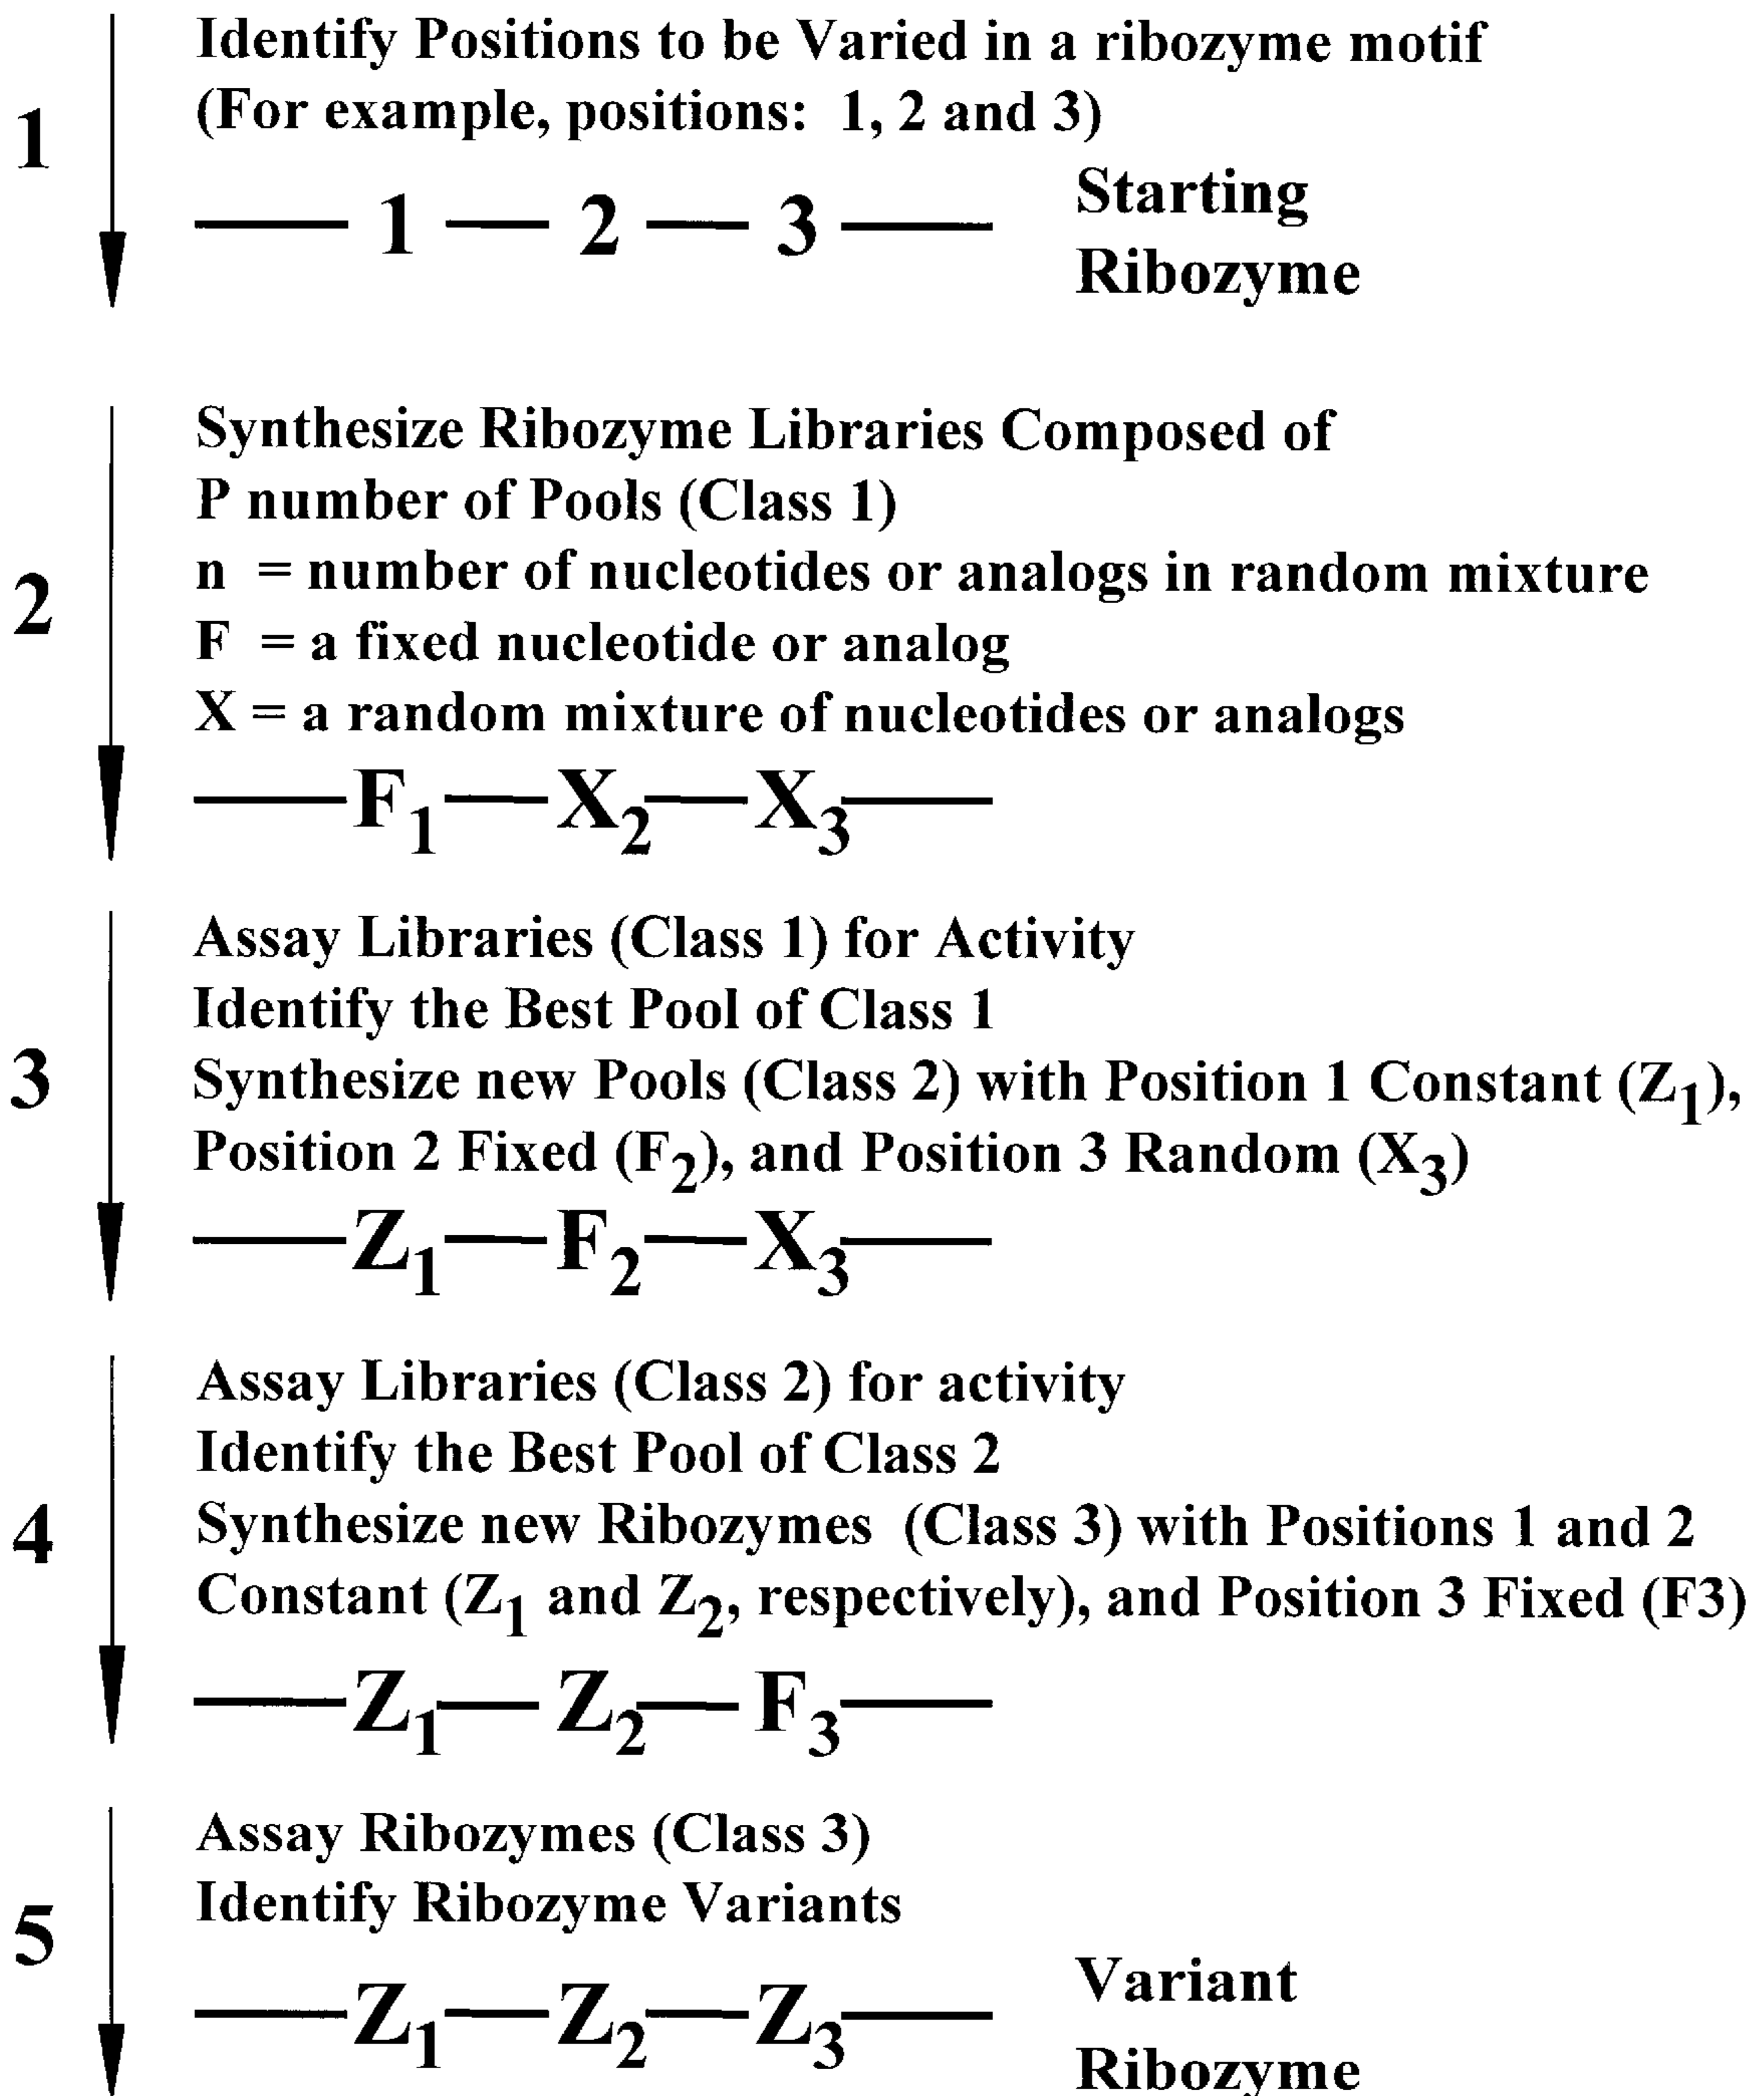 1
Identify Positions to be Varied in a ribozyme motif
(For example, positions: 1, 2 and 3)
— 1 — 2 — 3 —
Starting
Ribozyme
2
Synthesize Ribozyme Libraries Composed of
P number of Pools (Class 1)
n = number of nucleotides or analogs in random mixture
F = a fixed nucleotide or analog
X = a random mixture of nucleotides or analogs
—F₁—X₂—X₃—
3
Assay Libraries (Class 1) for Activity
Identify the Best Pool of Class 1
Synthesize new Pools (Class 2) with Position 1 Constant (Z₁),
Position 2 Fixed (F₂), and Position 3 Random (X₃)
—Z₁—F₂—X₃—
4
Assay Libraries (Class 2) for activity
Identify the Best Pool of Class 2
Synthesize new Ribozymes (Class 3) with Positions 1 and 2
Constant (Z₁ and Z₂, respectively), and Position 3 Fixed (F3)
—Z₁—Z₂—F₃—
5
Assay Ribozymes (Class 3)
Identify Ribozyme Variants
—Z₁—Z₂—Z₃—
Variant
Ribozyme